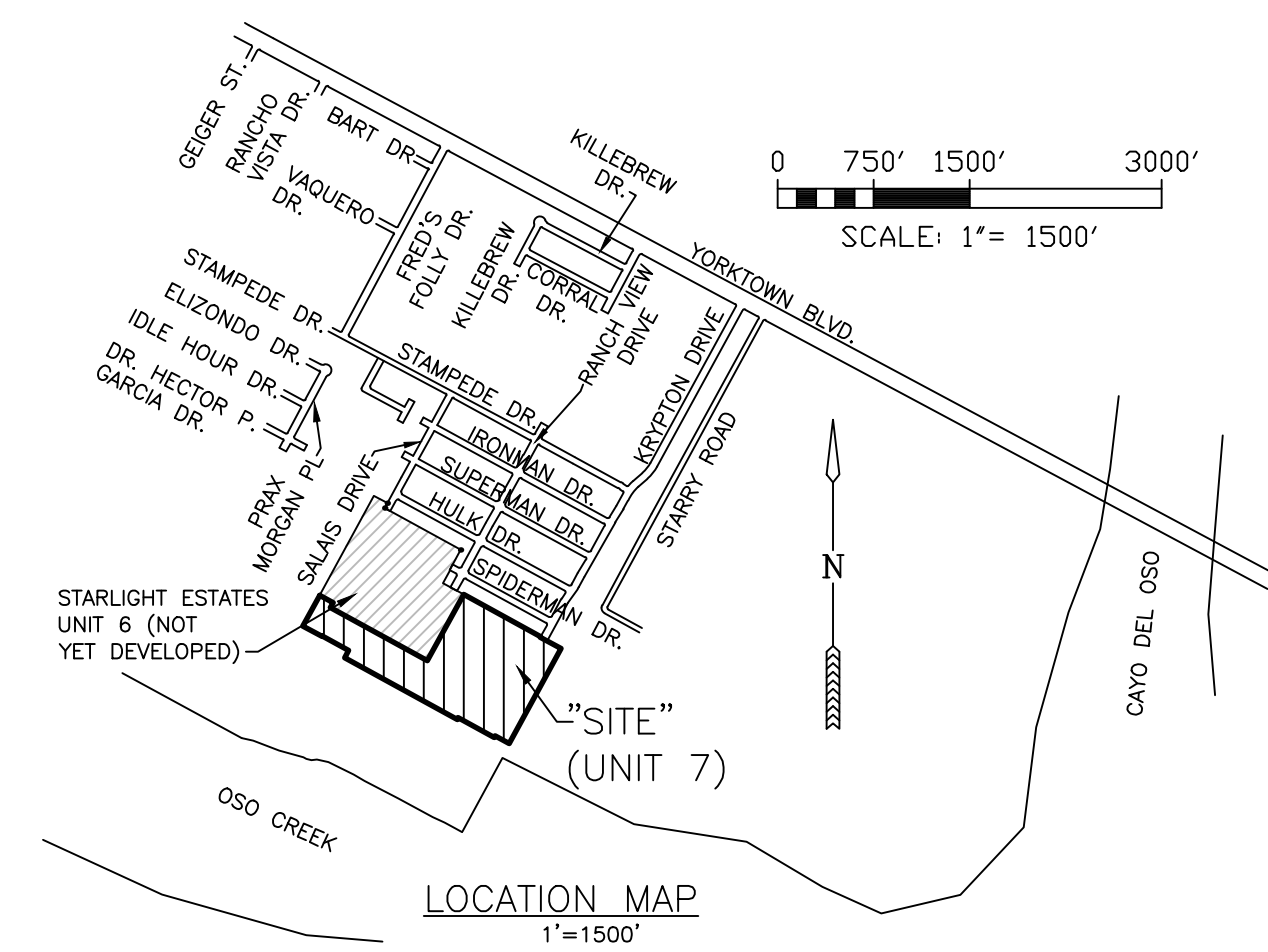 GEIGER ST.
RANCHO
VISTA DR.
BART DR.
VAQUERO
DR.
FRED'S
FOLLY DR.
KILLEBREW
DR.
KILLEBREW
DR.
CORRAL
DR.
RANCH VIEW
DRIVE
YORKTOWN BLVD.
0 750' 1500' 3000'
SCALE: 1"= 1500'
STAMPEDE DR.
ELIZONDO DR.
IDLE HOUR DR.
DR. HECTOR P.
GARCIA DR.
PRAX
MORGAN PL
STAMPEDE DR.
KRYPTON DRIVE
STARRY ROAD
SALAIS DRIVE
IRONMAN DR.
SUPERMAN DR.
HULK DR.
SPIDERMAN DR.
N
CAYO DEL OSO
STARLIGHT ESTATES
UNIT 6 (NOT
YET DEVELOPED)
"SITE"
(UNIT 7)
OSO CREEK
LOCATION MAP
1'=1500'